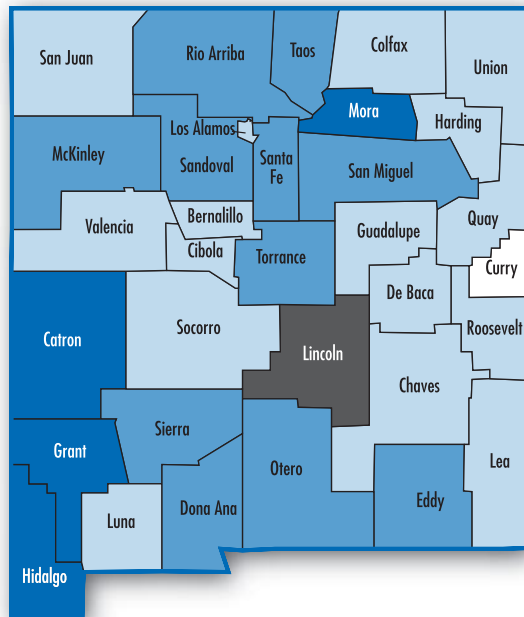 San Juan
Rio Arriba
Taos
Colfax
Union
Mora
Los Alamos
Harding
McKinley
Sandoval
Santa
Fe
San Miguel
Valencia
Bernalillo
Guadalupe
Quay
Cibola
Torrance
Curry
De Baca
Catron
Socorro
Lincoln
Roosevelt
Chaves
Sierra
Grant
Otero
Lea
Luna
Dona Ana
Eddy
Hidalgo